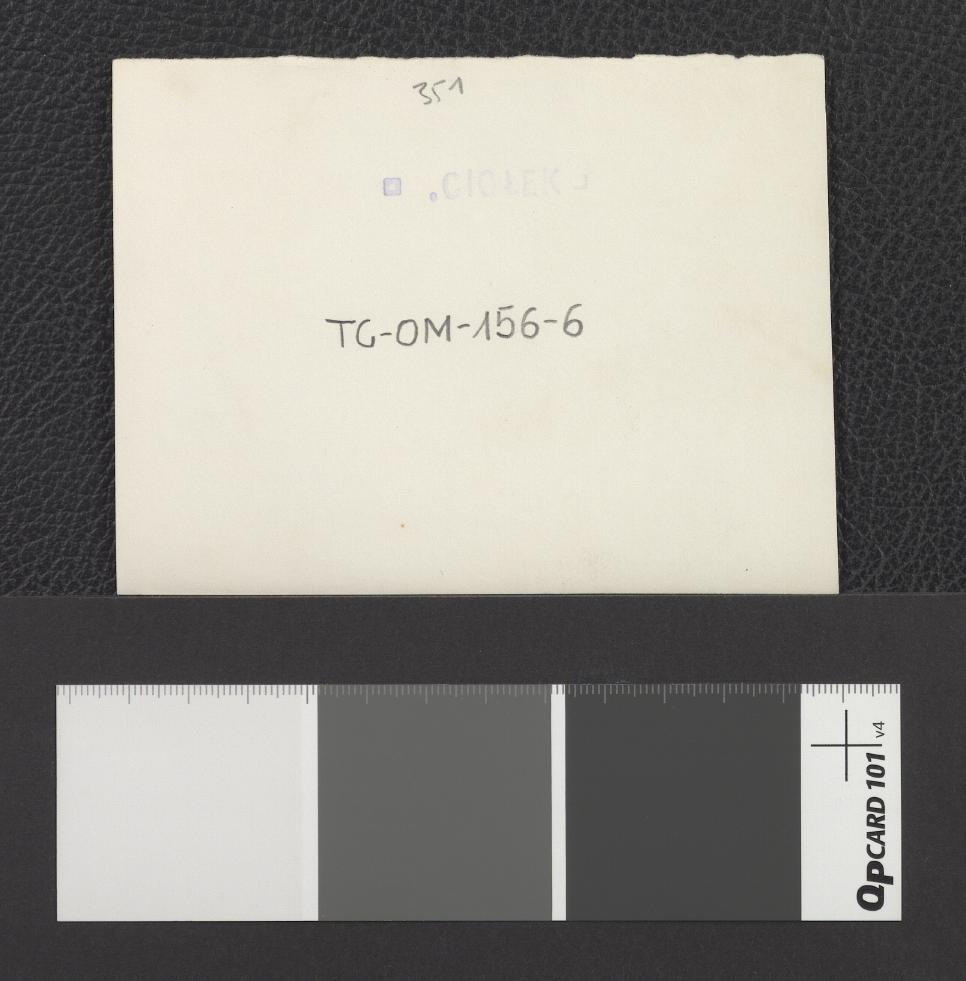 351
.CIOŁEK
TG-OM-156-6
QPCARD 101 v4